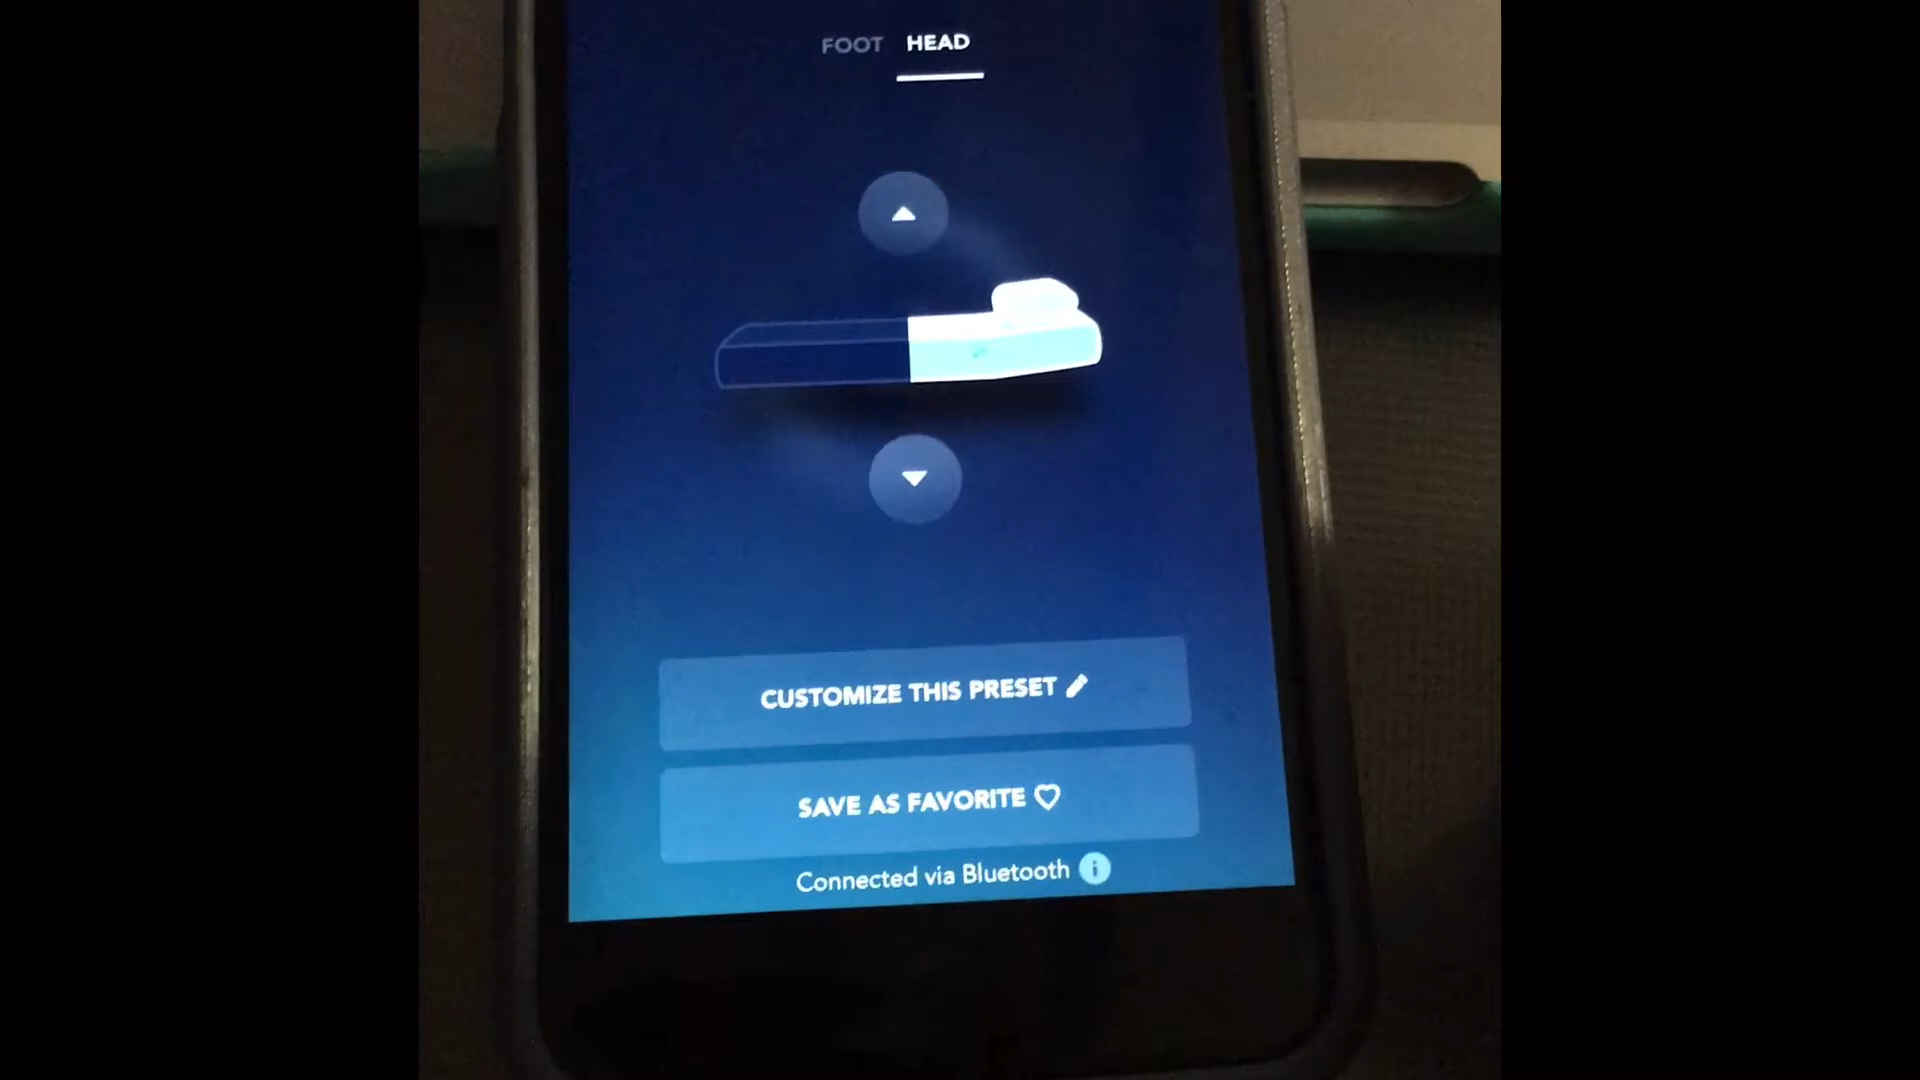 FOOT HEAD
CUSTOMIZE THIS PRESET
SAVE AS FAVORITE
Connected via Bluetooth i